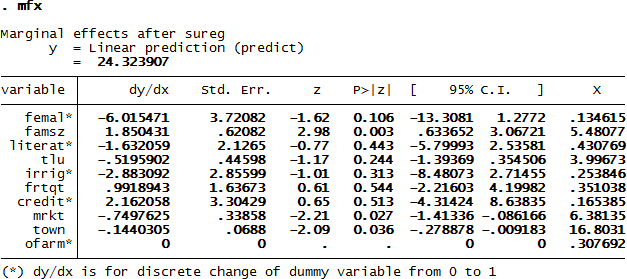 . mfx
Marginal effects after sureg
y = Linear prediction (predict)
= 24.323907
variable dy/dx Std. Err. z P>|z| [ 95% C.I. ] X
femal* -6.015471 3.72082 -1.62 0.106 -13.3081 1.2772 .134615
famsz 1.850431 .62082 2.98 0.003 .633652 3.06721 5.48077
literat* -1.632059 2.1265 -0.77 0.443 -5.79993 2.53581 .430769
tlu -.5195902 .44598 -1.17 0.244 -1.39369 .354506 3.99673
irrig* -2.883092 2.85599 -1.01 0.313 -8.48073 2.71455 .253846
frtqt .9918943 1.63673 0.61 0.544 -2.21603 4.19982 .351038
credit* 2.162058 3.30429 0.65 0.513 -4.31424 8.63835 .165385
mrkt -.7497625 .33858 -2.21 0.027 -1.41336 -.086166 6.38135
town -.1440305 .0688 -2.09 0.036 -.278878 -.009183 16.8031
ofarm* 0 0 . . 0 0 .307692
(*) dy/dx is for discrete change of dummy variable from 0 to 1